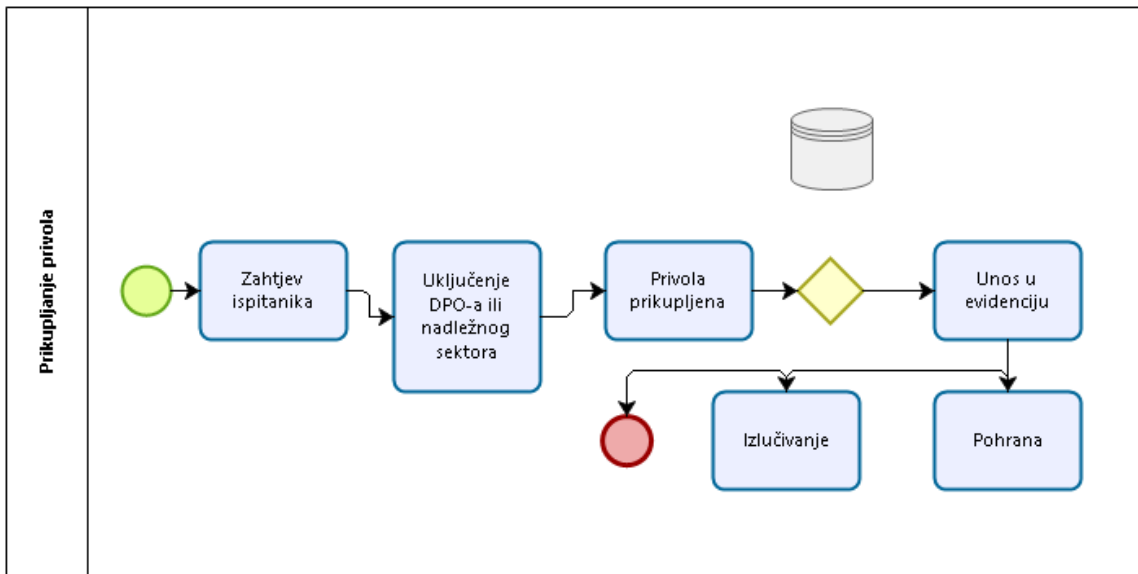 Prikupljanje privola
Zahtjev
ispitanika
Uključenje
DPO-a ili
nadležnog
sektora
Privola
prikupljena
Unos u
evidenciju
Izlučivanje
Pohrana